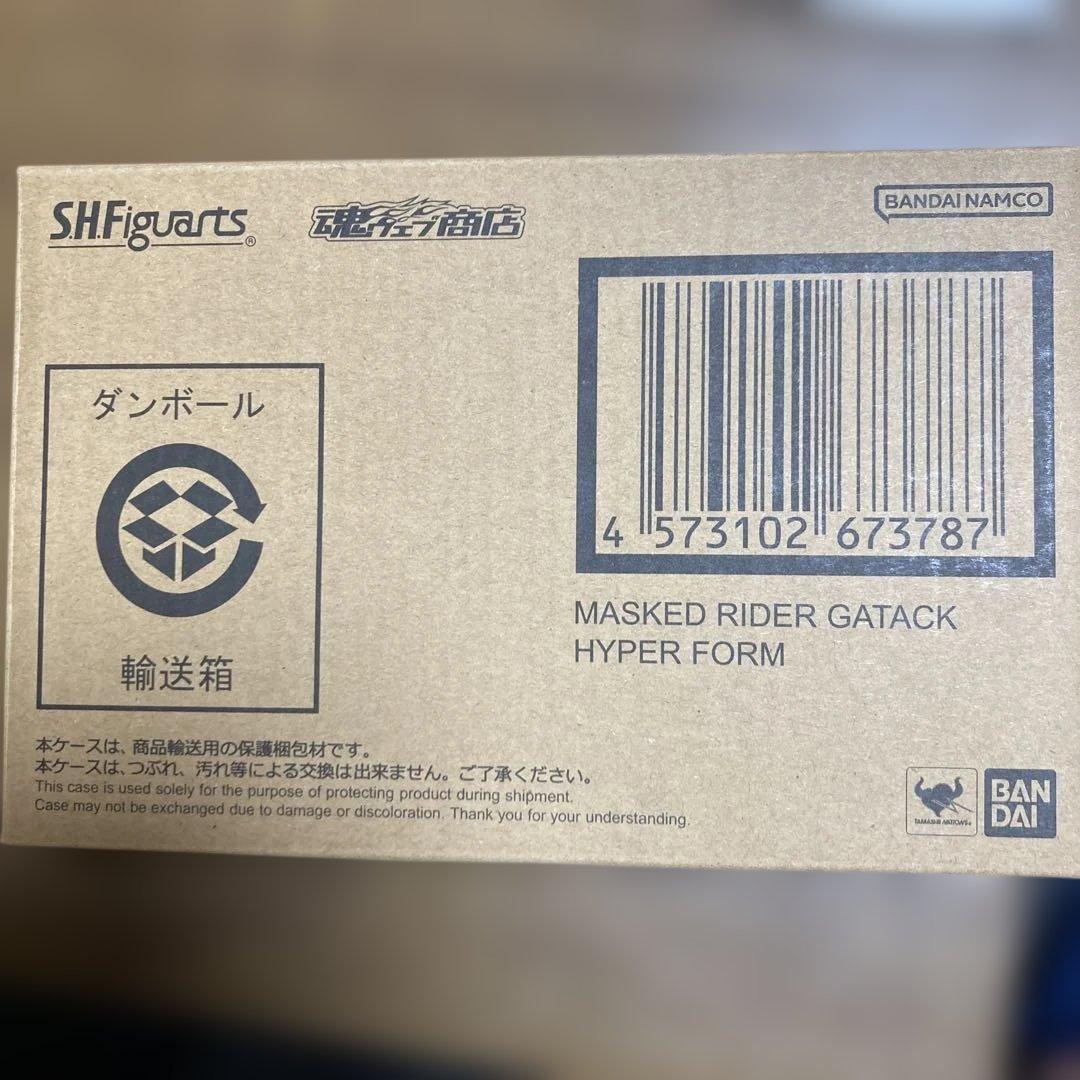 S.H.Figuarts®
魂ウェブ商店
BANDAI NAMCO
ダンボール
輸送箱
4 573102 673787
MASKED RIDER GATACK
HYPER FORM
本ケースは、商品輸送用の保護梱包材です。
本ケースは、つぶれ、汚れ等による交換は出来ません。ご了承ください。
This case is used solely for the purpose of protecting product during shipment.
Case may not be exchanged due to damage or discoloration. Thank you for your understanding.
TAMASHII NATIONS®
BAN
DAI